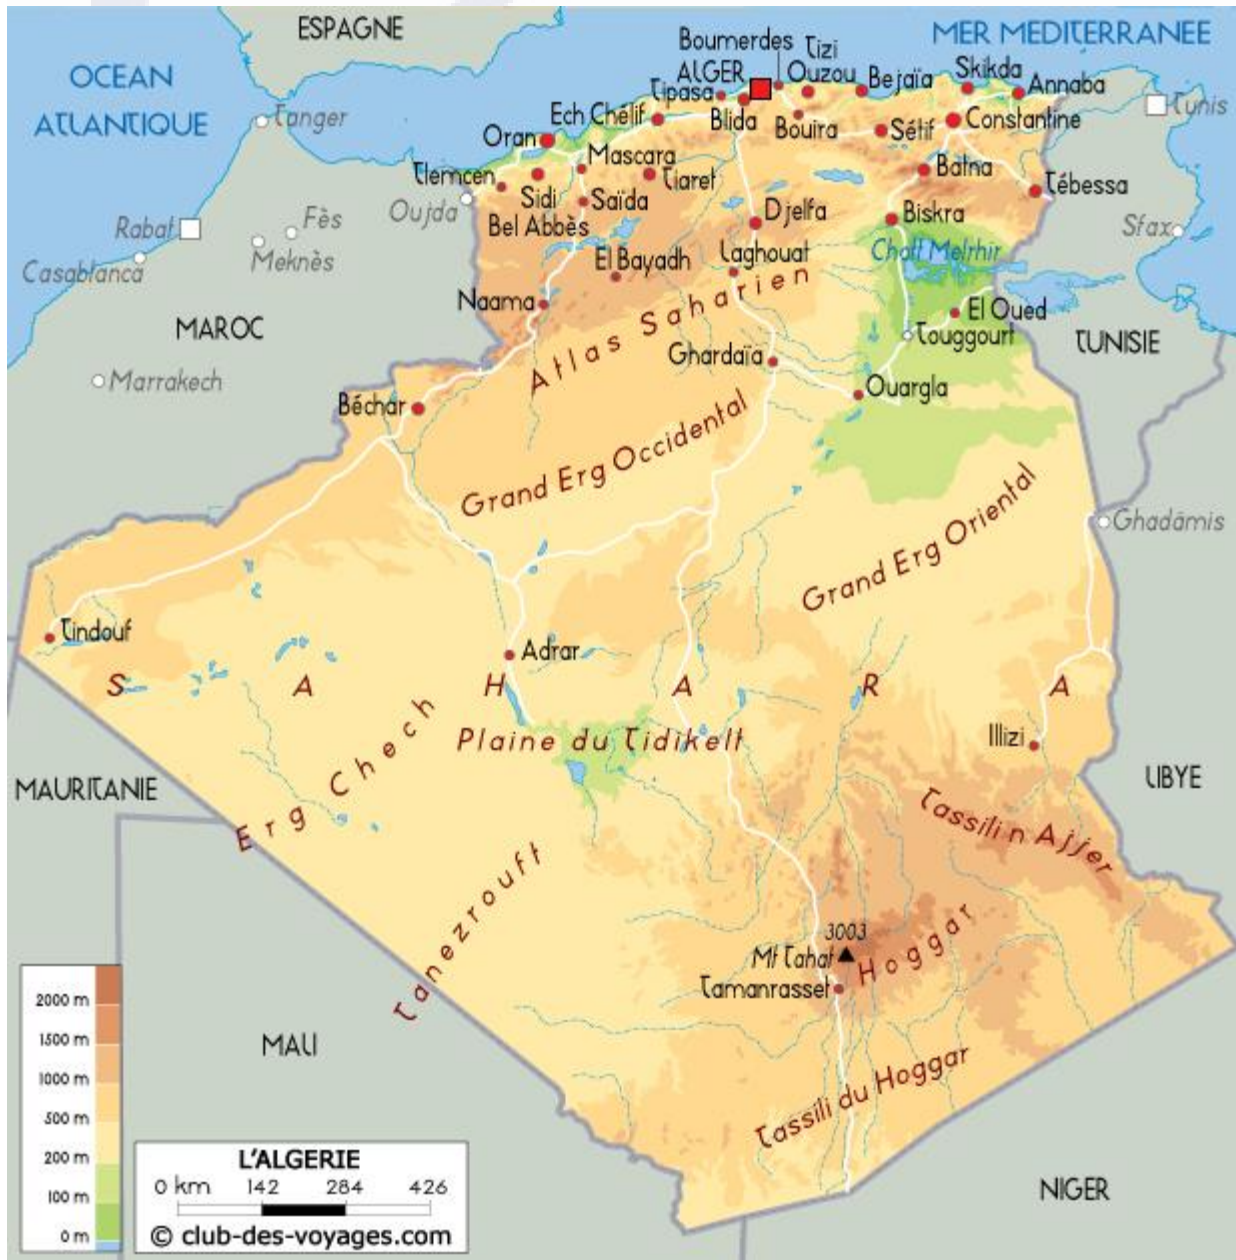 ESPAGNE
MER MEDITERRANEE
OCEAN
ATLANTIQUE
Boumerdes
Tizi
Ouzou
ALGER
Tipasa
Bejaïa
Skikda
Annaba
Tunis
Tanger
Ech Chélif
Blida
Bouira
Sétif
Constantine
Oran
Mascara
Tlemcen
Tiaret
Batna
Tébessa
Oujda
Sidi
Bel Abbès
Saïda
Djelfa
Biskra
Rabat
Fès
Meknès
Casablanca
Sfax
El Bayadh
Laghouat
Chott Melrhir
Naama
Atlas Saharien
El Oued
Touggourt
MAROC
TUNISIE
Ghardaïa
Marrakech
Béchar
Ouargla
Grand Erg Occidental
Grand Erg Oriental
Ghadāmis
Tindouf
Adrar
S A H A R A
Plaine du Tidikelt
Illizi
Erg Chech
MAURITANIE
LIBYE
Tassili n Ajjer
Tanezrouft
3003
Mt Tahat
Hoggar
Tamanrasset
MALI
Tassili du Hoggar
NIGER
2000 m
1500 m
1000 m
500 m
200 m
100 m
0 m
L'ALGERIE
0 km 142 284 426
© club-des-voyages.com